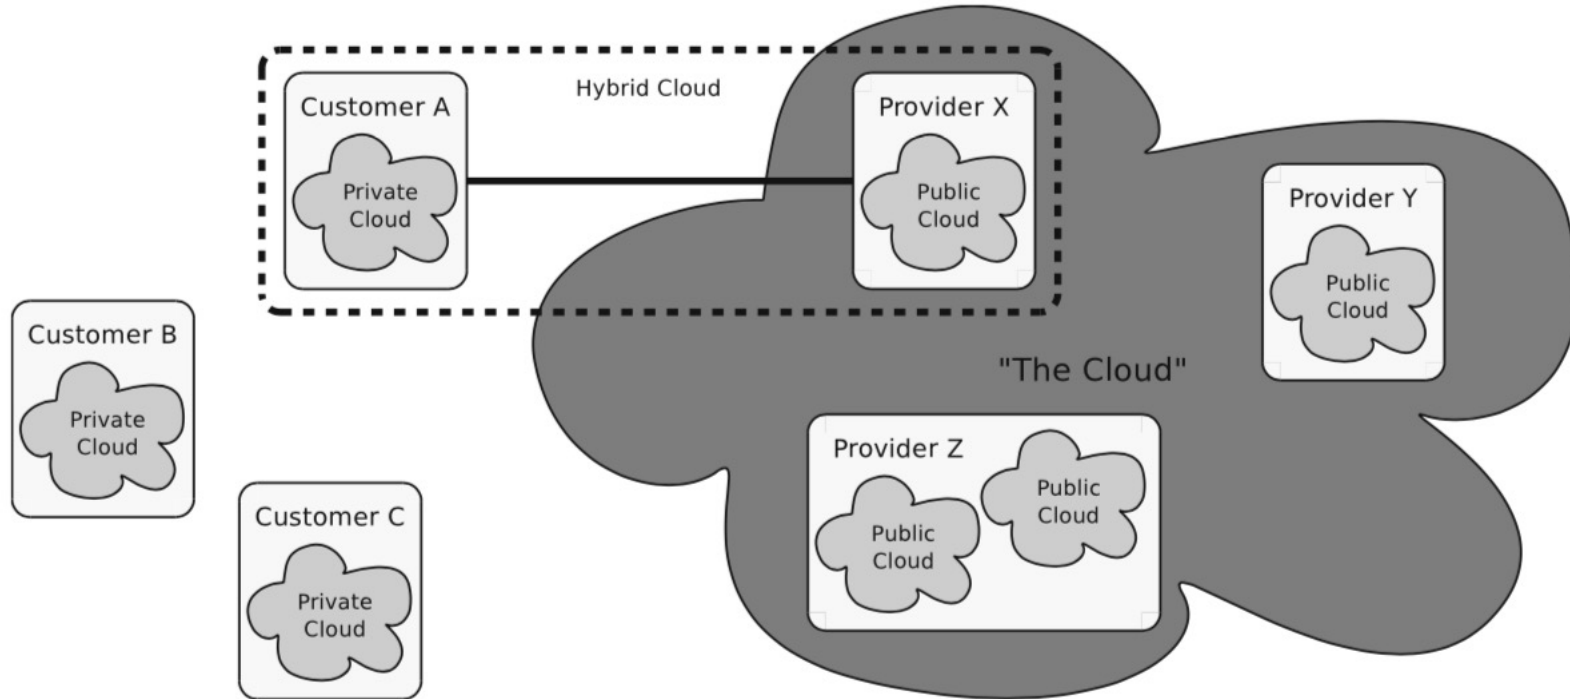 Hybrid Cloud
Customer A
Private
Cloud
Provider X
Public
Cloud
Provider Y
Public
Cloud
Customer B
Private
Cloud
"The Cloud"
Provider Z
Public
Cloud
Public
Cloud
Customer C
Private
Cloud